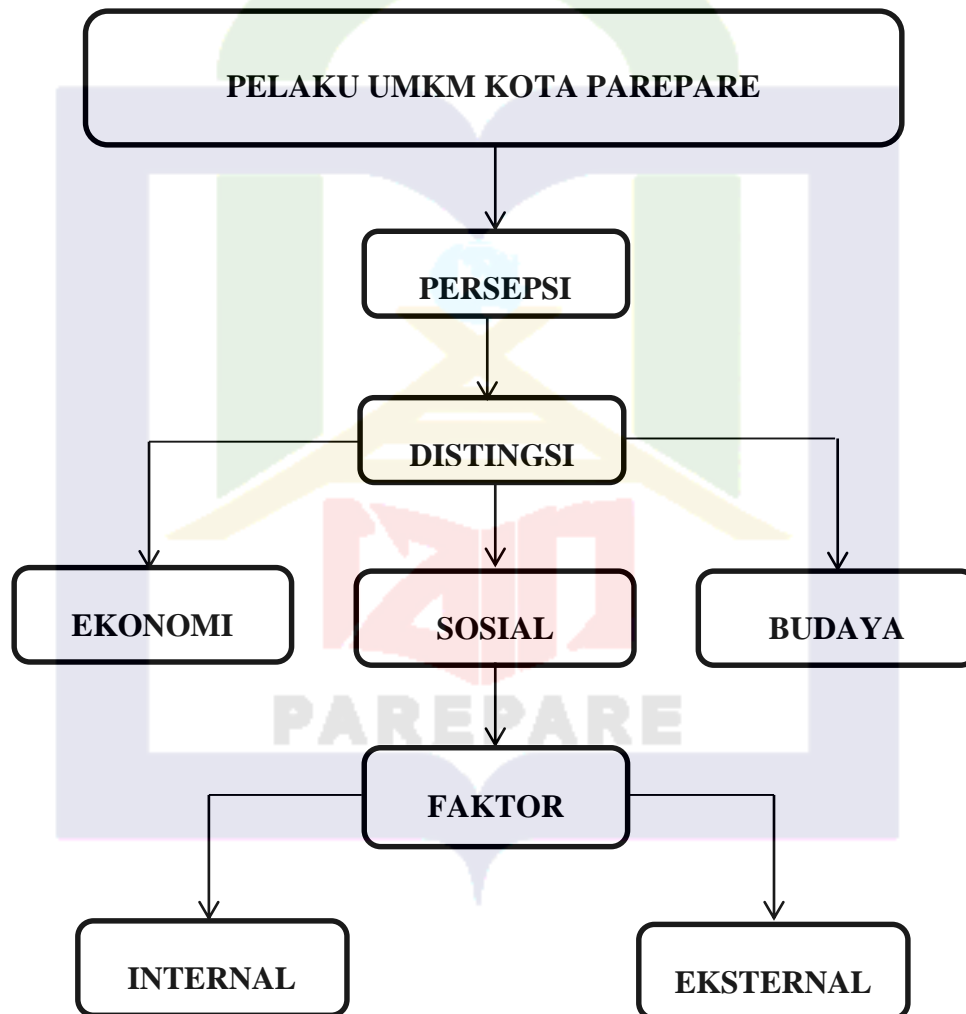 PELAKU UMKM KOTA PAREPARE
PERSEPSI
DISTINGSI
EKONOMI
SOSIAL
BUDAYA
PAREPARE
FAKTOR
INTERNAL
EKSTERNAL